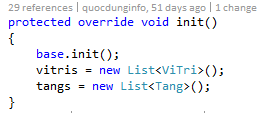 29 references | quocdunginfo, 51 days ago | 1 change
protected override void init()
{
    base.init();
    vitris = new List<ViTri>();
    tangs = new List<Tang>();
}